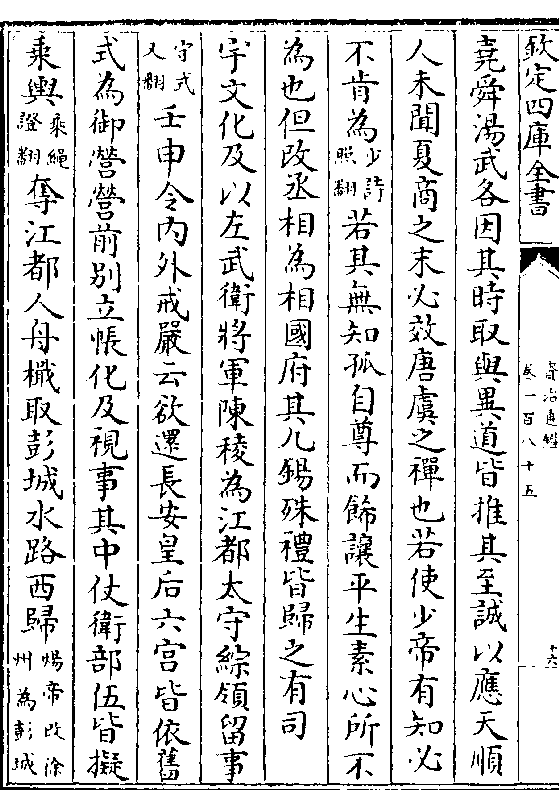 欽定四庫全書
資治通鑑
卷一百八十五
十六
堯舜湯武各因其時取與異道皆推其至誠以應天順
人未聞夏商之末必效唐虞之禪也若使少帝有知必
不肯為少詩照翻若其無知孤自尊而飾讓平生素心所不
為也但改丞相為相國府其九錫殊禮皆歸之有司
宇文化及以左武衛將軍陳稜為江都太守綜領留事
守式又翻壬申令內外戒嚴云欲還長安皇后六宮皆依舊
式為御營營前別立帳化及視事其中仗衛部伍皆擬
乘輿乘繩證翻奪江都人舟檝取彭城水路西歸煬帝改徐州為彭城